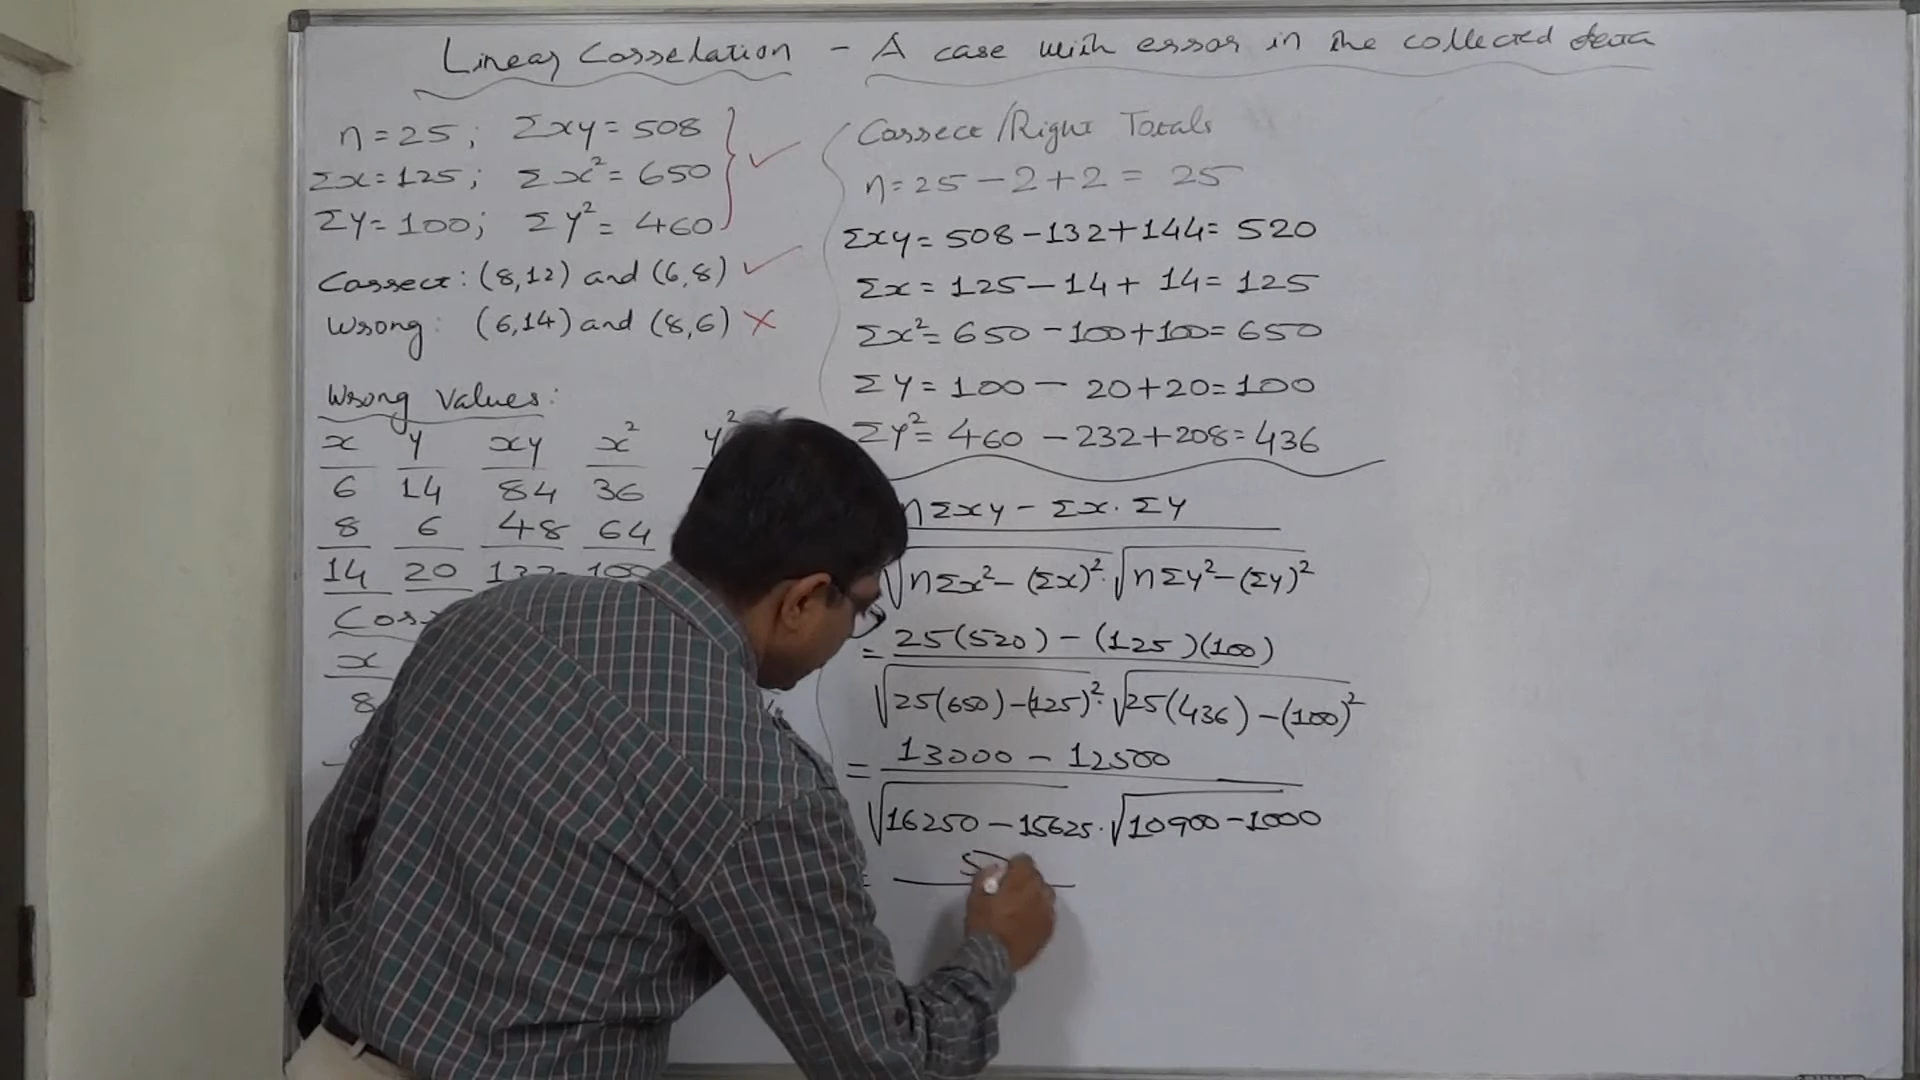 Linear Correlation - A case with error in the collected data
n=25; Σxy=508
Σx=125; Σx²=650
Σy=100; Σy²=460
Correct: (8,12) and (6,8) ✓
Wrong: (6,14) and (8,6) ✗
Wrong Values:
x y xy x² y²
6 14 84 36
8 6 48 64
14 20 132 100
x
8
Correct/Right Totals
n=25-2+2= 25
Σxy=508-132+144=520
Σx=125-14+14=125
Σx²=650-100+100=650
Σy=100-20+20=100
Σy²=460-232+208=436
nΣxy-Σx.Σy
√nΣx²-(Σx)².√nΣy²-(Σy)²
= 25(520)-(125)(100)
√25(650)-(125)².√25(436)-(100)²
= 13000-12500
√16250-15625.√10900-1000